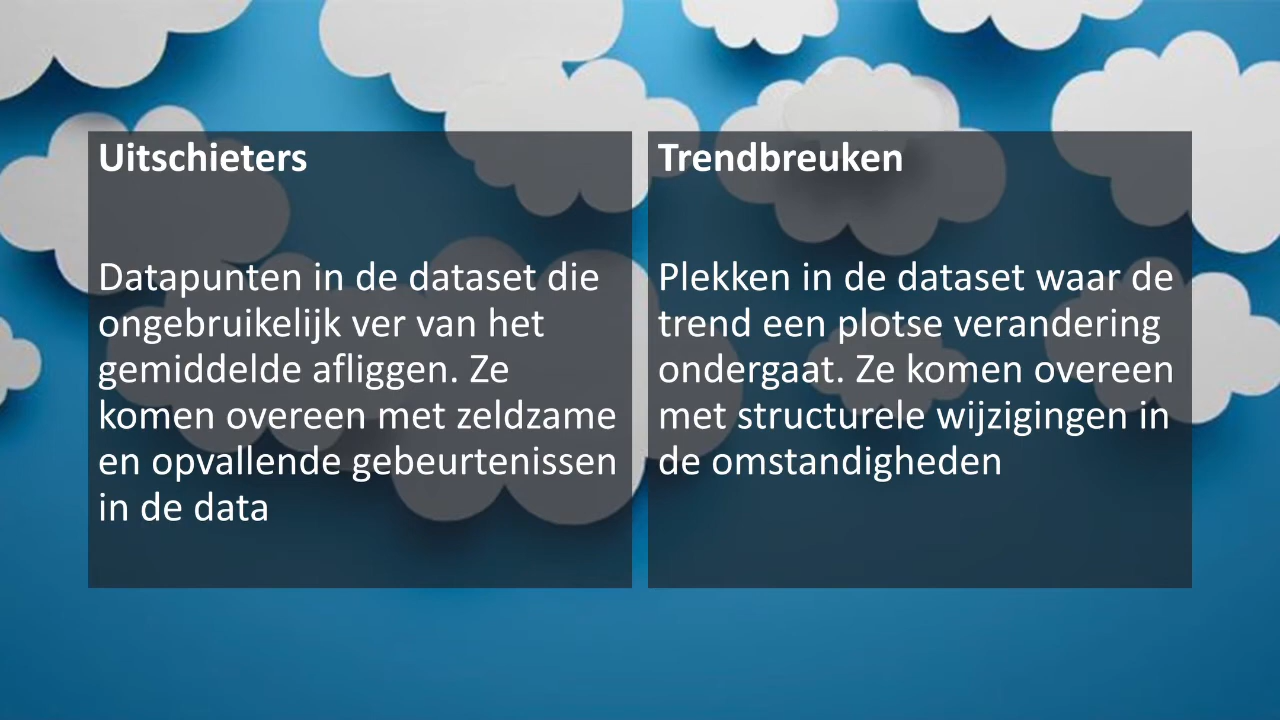 Uitschieters
Datapunten in de dataset die
ongebruikelijk ver van het
gemiddelde afliggen. Ze
komen overeen met zeldzame
en opvallende gebeurtenissen
in de data
Trendbreuken
Plekken in de dataset waar de
trend een plotse verandering
ondergaat. Ze komen overeen
met structurele wijzigingen in
de omstandigheden